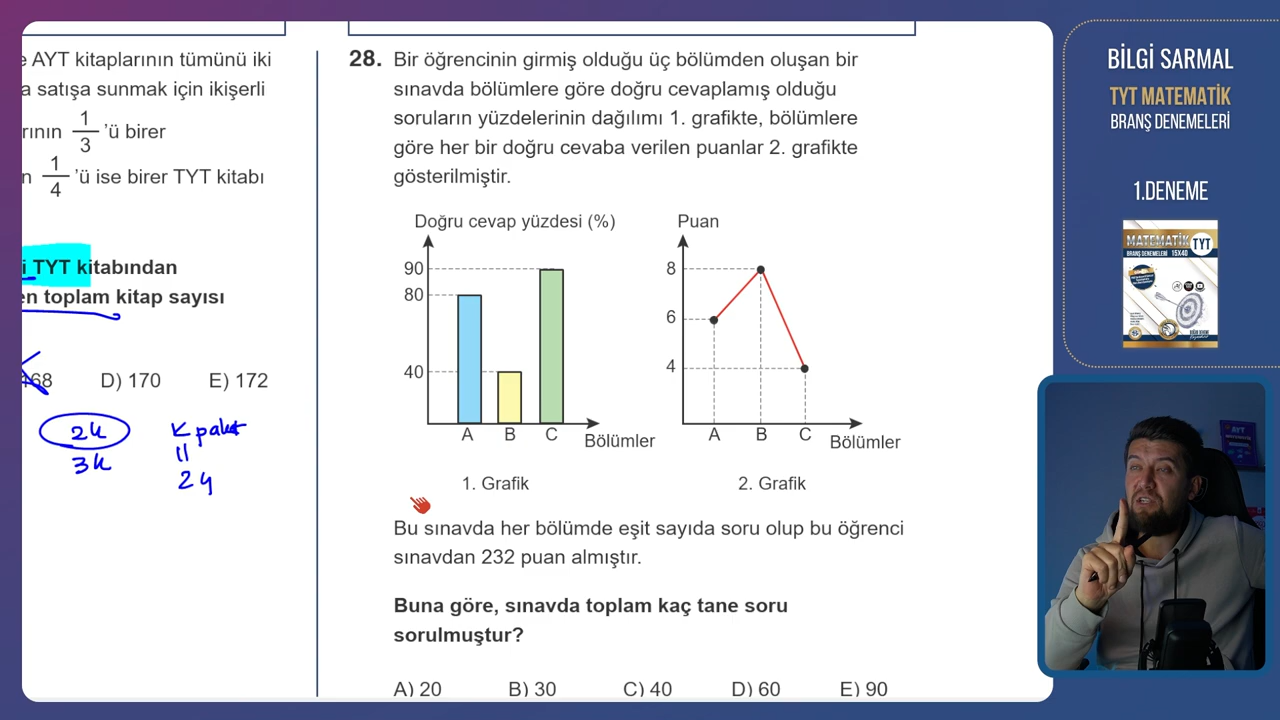 e AYT kitaplarının tümünü iki
a satışa sunmak için ikişerli
rının 1/3 'ü birer
n 1/4 'ü ise birer TYT kitabı
i TYT kitabından
en toplam kitap sayısı
168 D) 170 E) 172
2k
3k
k paket
=
24
28. Bir öğrencinin girmiş olduğu üç bölümden oluşan bir
sınavda bölümlere göre doğru cevaplamış olduğu
soruların yüzdelerinin dağılımı 1. grafikte, bölümlere
göre her bir doğru cevaba verilen puanlar 2. grafikte
gösterilmiştir.
Doğru cevap yüzdesi (%)
90
80
40
A B C Bölümler
1. Grafik
Puan
8
6
4
A B C Bölümler
2. Grafik
Bu sınavda her bölümde eşit sayıda soru olup bu öğrenci
sınavdan 232 puan almıştır.
Buna göre, sınavda toplam kaç tane soru
sorulmuştur?
A) 20 B) 30 C) 40 D) 60 E) 90
BİLGİ SARMAL
TYT MATEMATİK
BRANŞ DENEMELERİ
1.DENEME
MATEMATİK TYT
BRANŞ DENEMELERİ 15X40
AYT